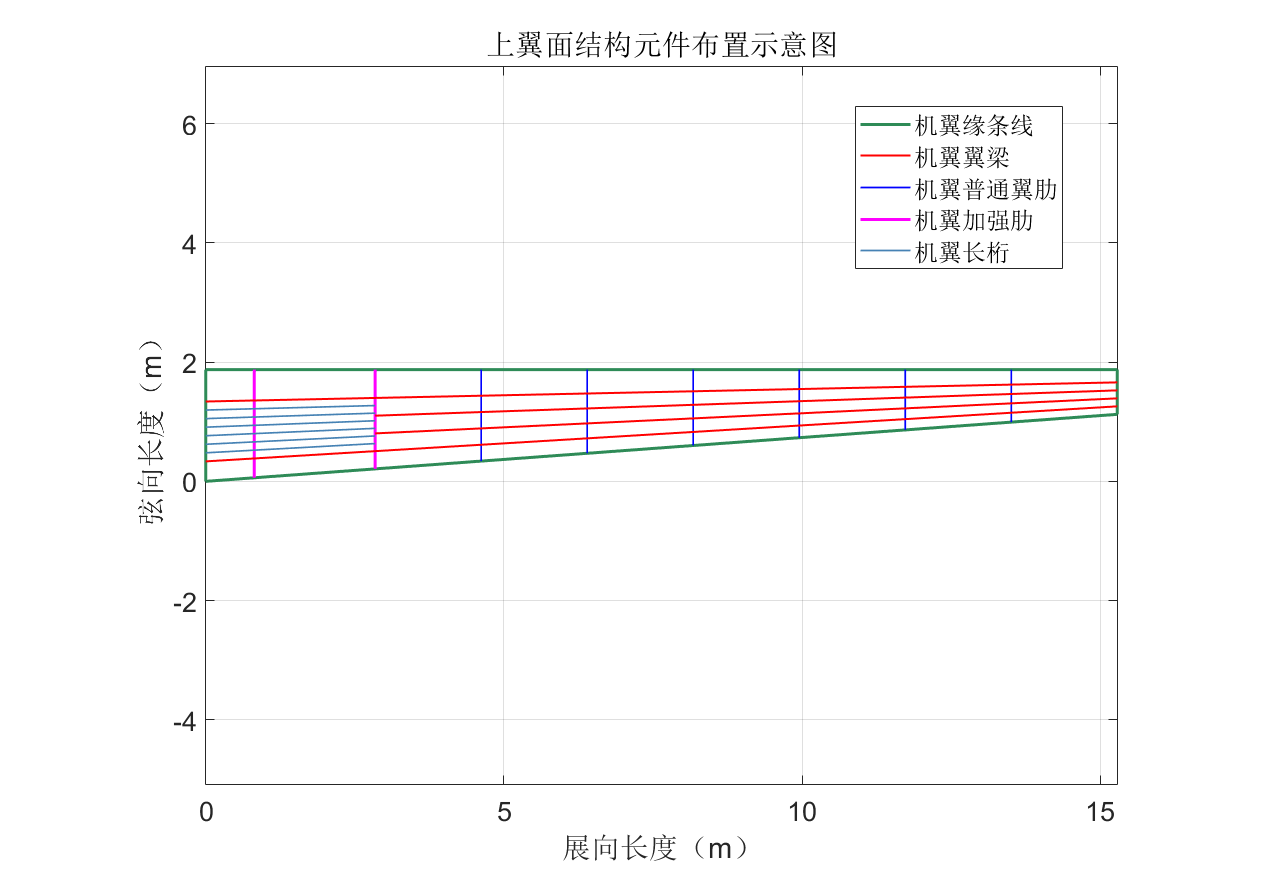 上翼面结构元件布置示意图
机翼缘条线
机翼翼梁
机翼普通翼肋
机翼加强肋
机翼长桁
6
4
2
0
-2
-4
弦向长度（m）
0 5 10 15
展向长度（m）